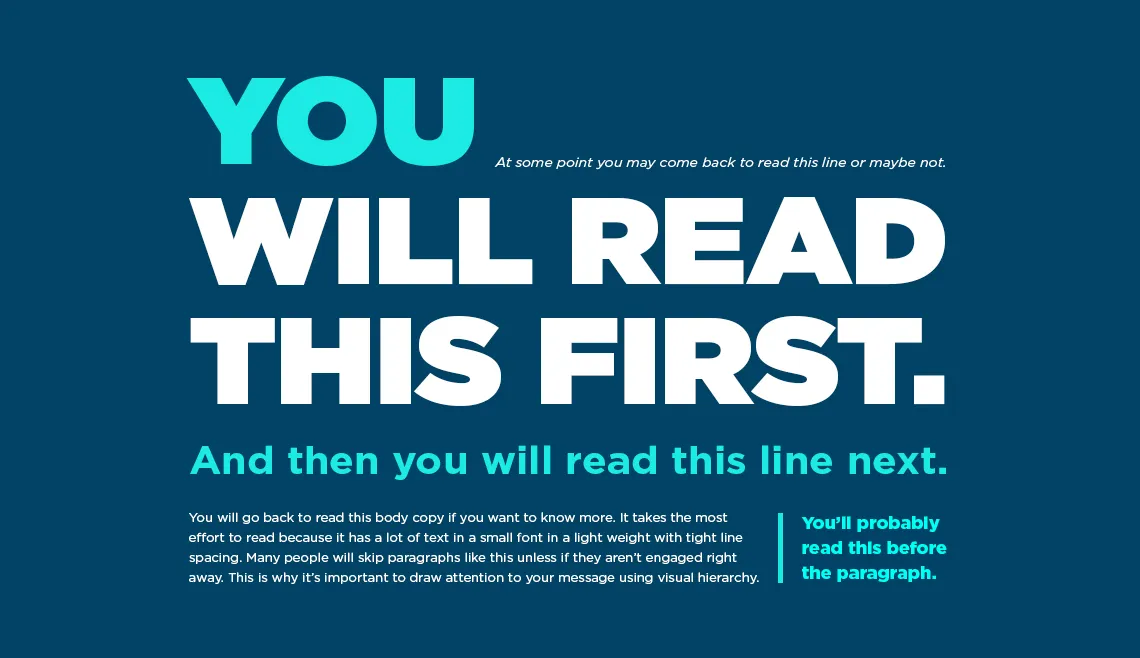 YOU
At some point you may come back to read this line or maybe not.
WILL READ
THIS FIRST.
And then you will read this line next.
You will go back to read this body copy if you want to know more. It takes the most
effort to read because it has a lot of text in a small font in a light weight with tight line
spacing. Many people will skip paragraphs like this unless if they aren’t engaged right
away. This is why it’s important to draw attention to your message using visual hierarchy.
You’ll probably
read this before
the paragraph.